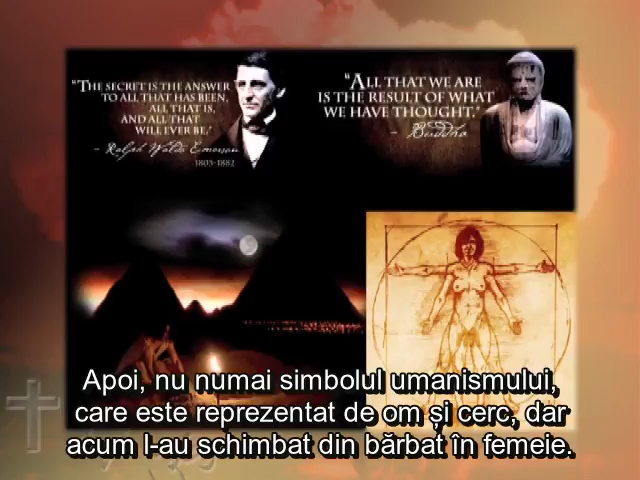 "THE SECRET IS THE ANSWER
TO ALL THAT HAS BEEN,
ALL THAT IS,
AND ALL THAT
WILL EVER BE."
- Ralph Waldo Emerson
1803-1882
"ALL THAT WE ARE
IS THE RESULT OF WHAT
WE HAVE THOUGHT."
- Buddha
Apoi, nu numai simbolul umanismului,
care este reprezentat de om și cerc, dar
acum l-au schimbat din bărbat în femeie.